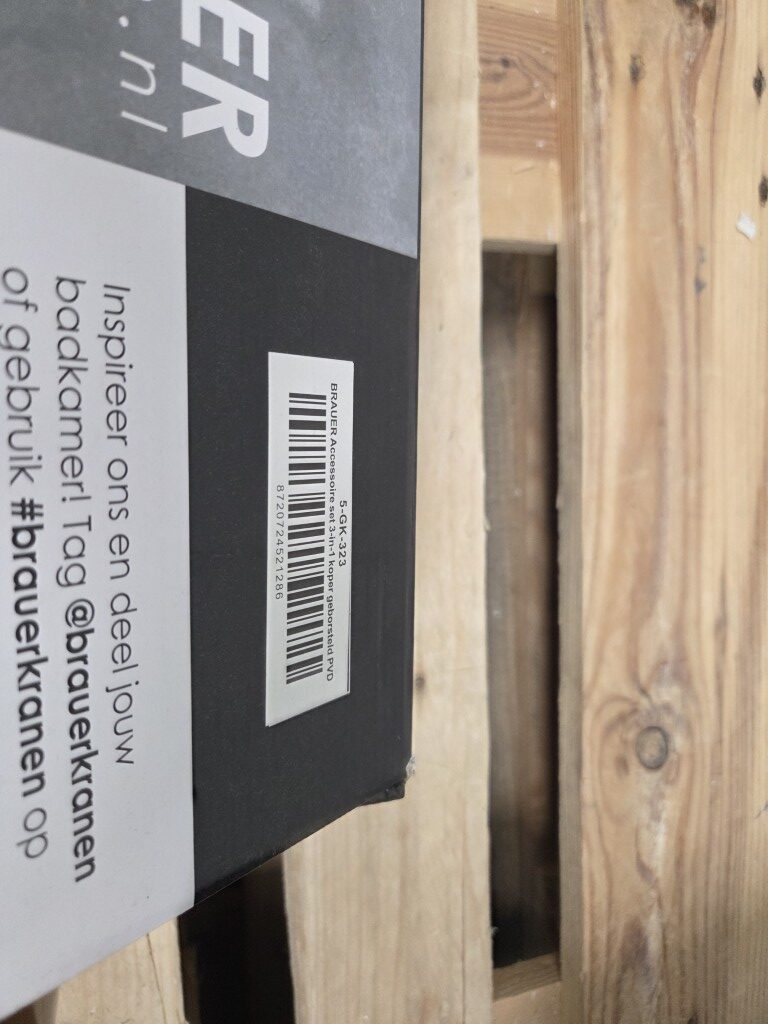 ER
.nl
5-GK-323
BRAUER Accessoire set 3-in-1 koper geborsteld PVD
8720724521286
Inspireer ons en deel jouw
badkamer! Tag @brauerkranen
of gebruik #brauerkranen op